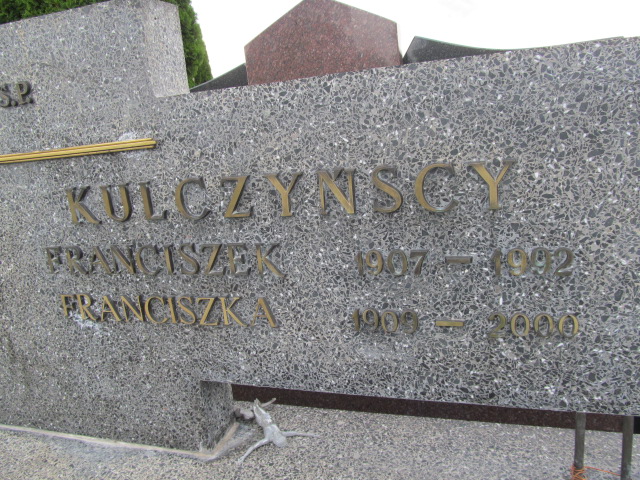 Ś.P.
KULCZYŃSCY
FRANCISZEK 1907 - 1992
FRANCISZKA 1909 - 2000